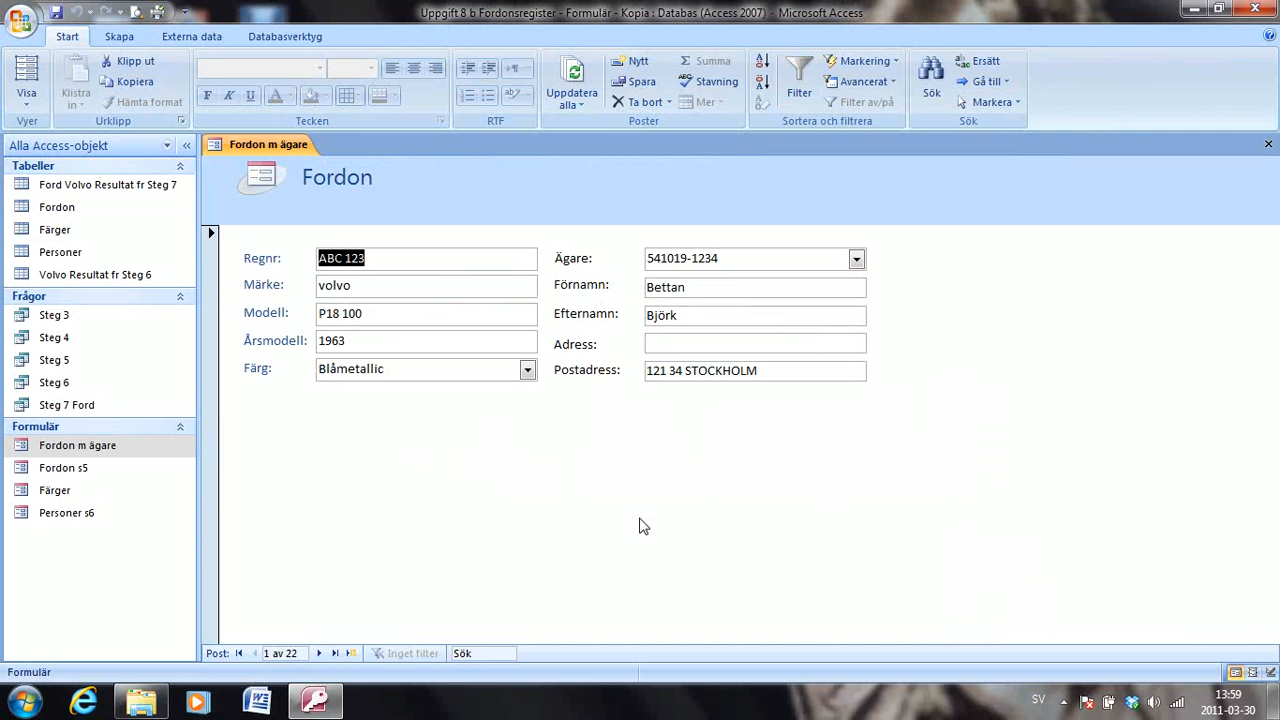 Uppgift 8 b Fordonsregister - Formulär - Kopia : Databas (Access 2007) - Microsoft Access
Start Skapa Externa data Databasverktyg
Visa
Vyer
Klistra in
Klipp ut
Kopiera
Hämta format
Urklipp
F K U A
Tecken
RTF
Uppdatera alla
Nytt
Spara
Ta bort
Summa
Stavning
Mer
Poster
Filter
Markering
Avancerat
Filter av/på
Sortera och filtrera
Sök
Ersätt
Gå till
Markera
Sök
Alla Access-objekt
Tabeller
Ford Volvo Resultat fr Steg 7
Fordon
Färger
Personer
Volvo Resultat fr Steg 6
Frågor
Steg 3
Steg 4
Steg 5
Steg 6
Steg 7 Ford
Formulär
Fordon m ägare
Fordon s5
Färger
Personer s6
Fordon m ägare
Fordon
Regnr: ABC 123
Märke: volvo
Modell: P18 100
Årsmodell: 1963
Färg: Blåmetallic
Ägare: 541019-1234
Förnamn: Bettan
Efternamn: Björk
Adress:
Postadress: 121 34 STOCKHOLM
Post: 1 av 22 Inget filter Sök
Formulär
SV
13:59
2011-03-30